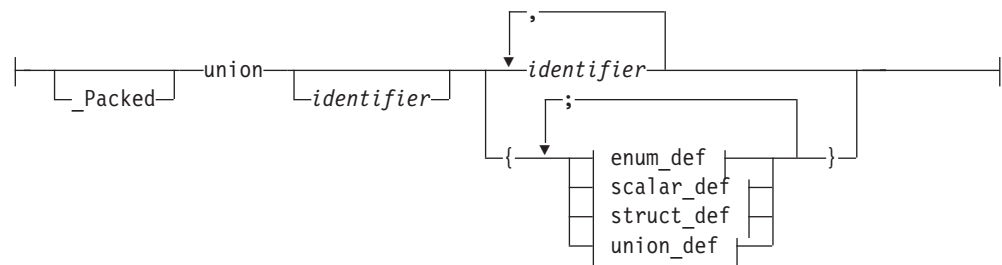 ,
union identifier
_Packed identifier
;
{ enum_def }
scalar_def
struct_def
union_def